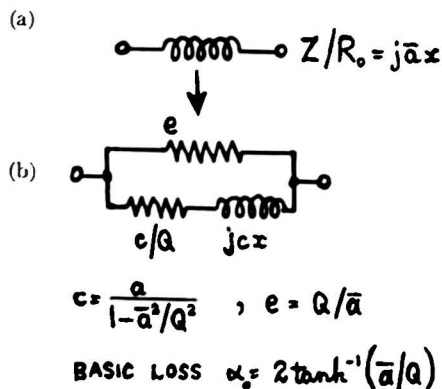 (a)
Z/R₀ = jāx
e
(b)
c/Q jcx
c = a/(1-ā²/Q²) , e = Q/ā
BASIC LOSS α₀ = 2tanh⁻¹(ā/Q)